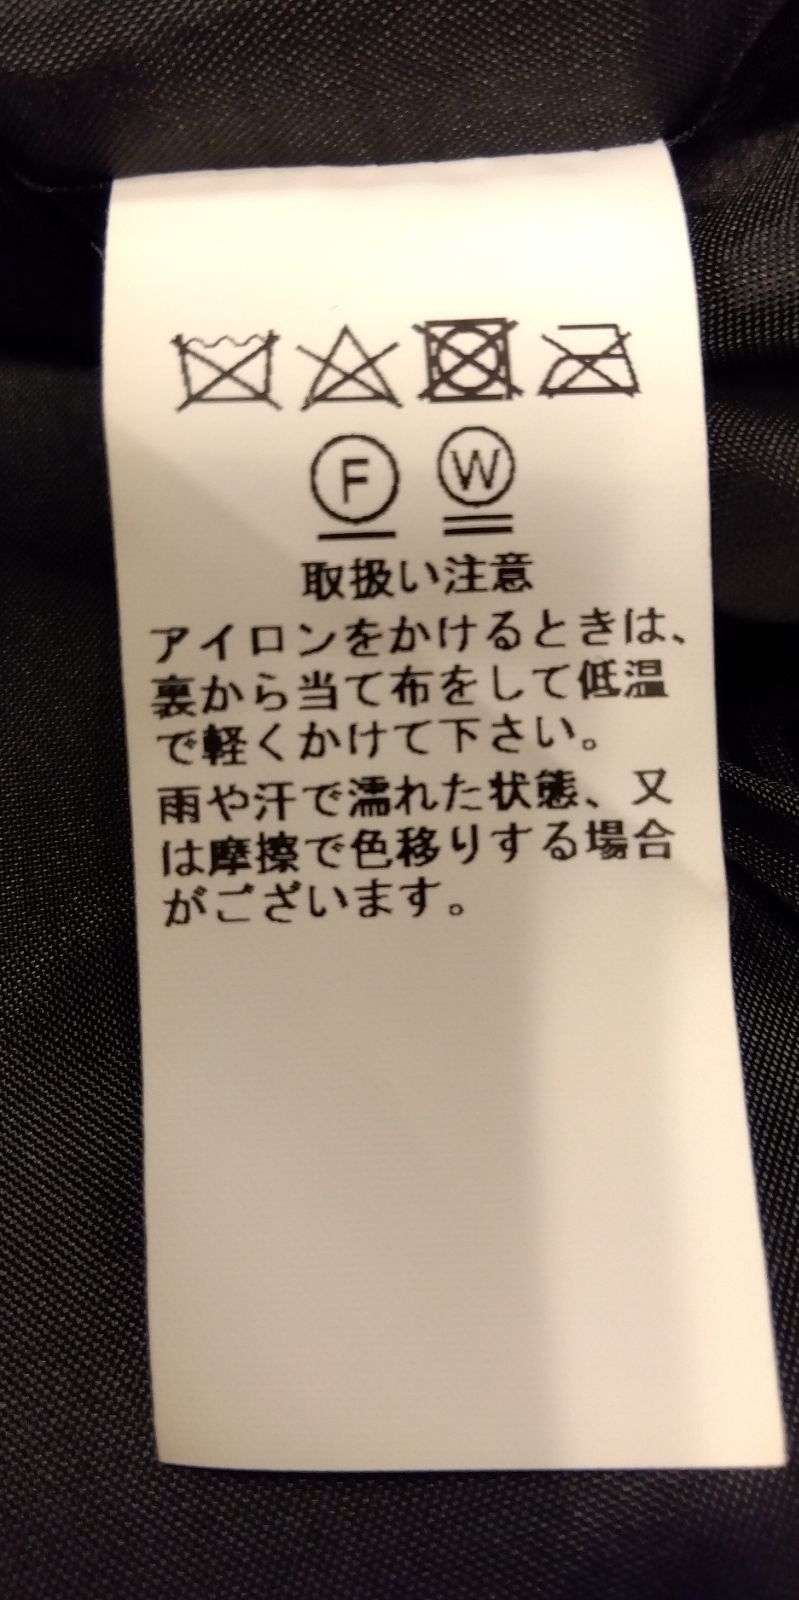 F W
取扱い注意
アイロンをかけるときは、
裏から当て布をして低温
で軽くかけて下さい。
雨や汗で濡れた状態、又
は摩擦で色移りする場合
がございます。